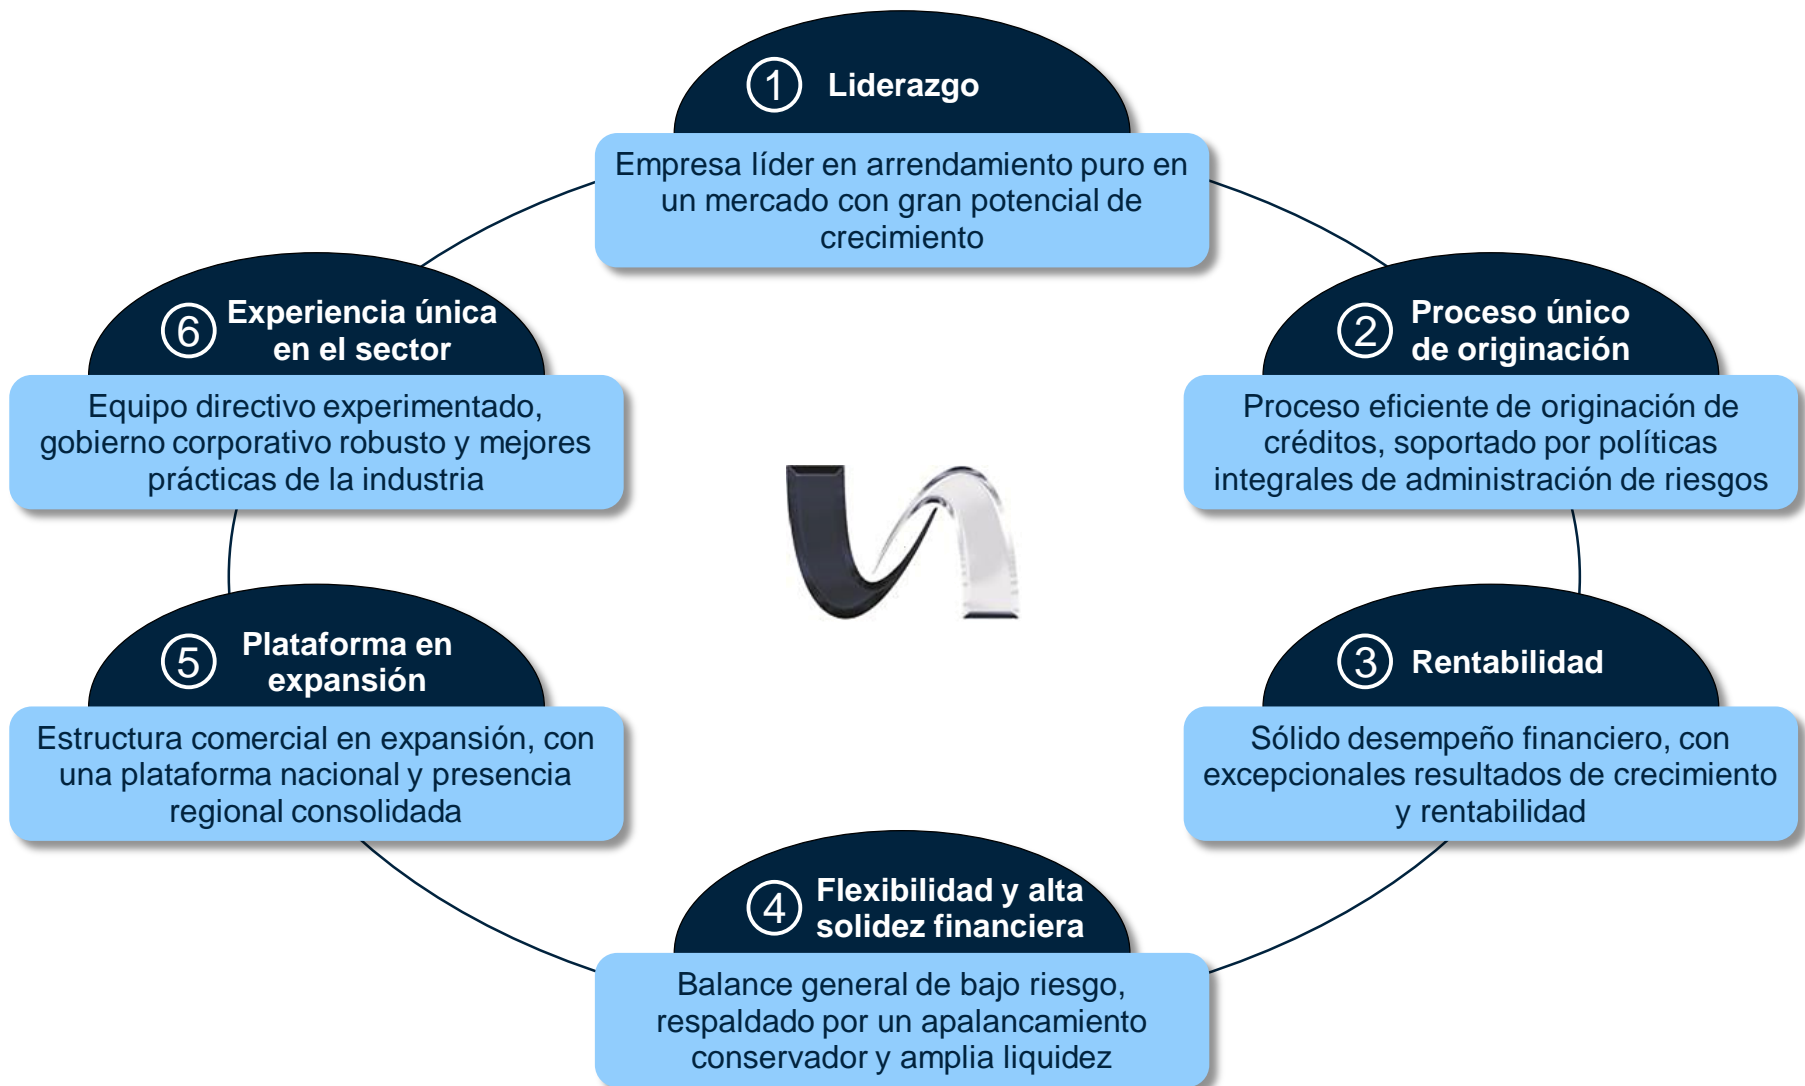 1 Liderazgo
Empresa líder en arrendamiento puro en
un mercado con gran potencial de
crecimiento
2 Proceso único
de originación
Proceso eficiente de originación de
créditos, soportado por políticas
integrales de administración de riesgos
3 Rentabilidad
Sólido desempeño financiero, con
excepcionales resultados de crecimiento
y rentabilidad
4 Flexibilidad y alta
solidez financiera
Balance general de bajo riesgo,
respaldado por un apalancamiento
conservador y amplia liquidez
5 Plataforma en
expansión
Estructura comercial en expansión, con
una plataforma nacional y presencia
regional consolidada
6 Experiencia única
en el sector
Equipo directivo experimentado,
gobierno corporativo robusto y mejores
prácticas de la industria